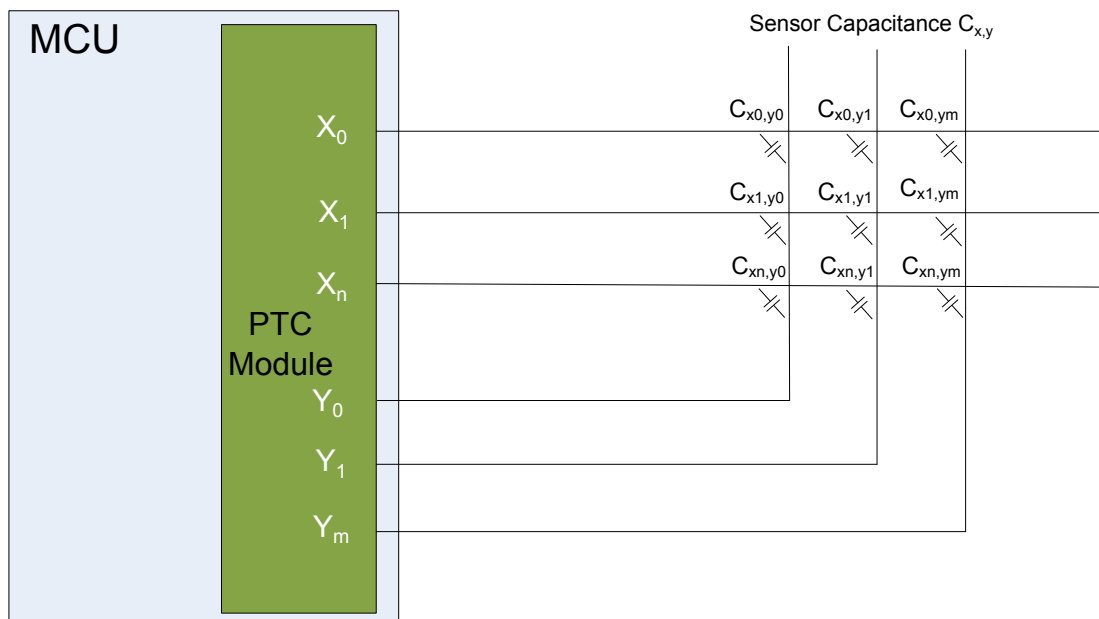 MCU
Sensor Capacitance Cx,y
X0
Cx0,y0 Cx0,y1 Cx0,ym
X1
Cx1,y0 Cx1,y1 Cx1,ym
Xn
Cxn,y0 Cxn,y1 Cxn,ym
PTC
Module
Y0
Y1
Ym